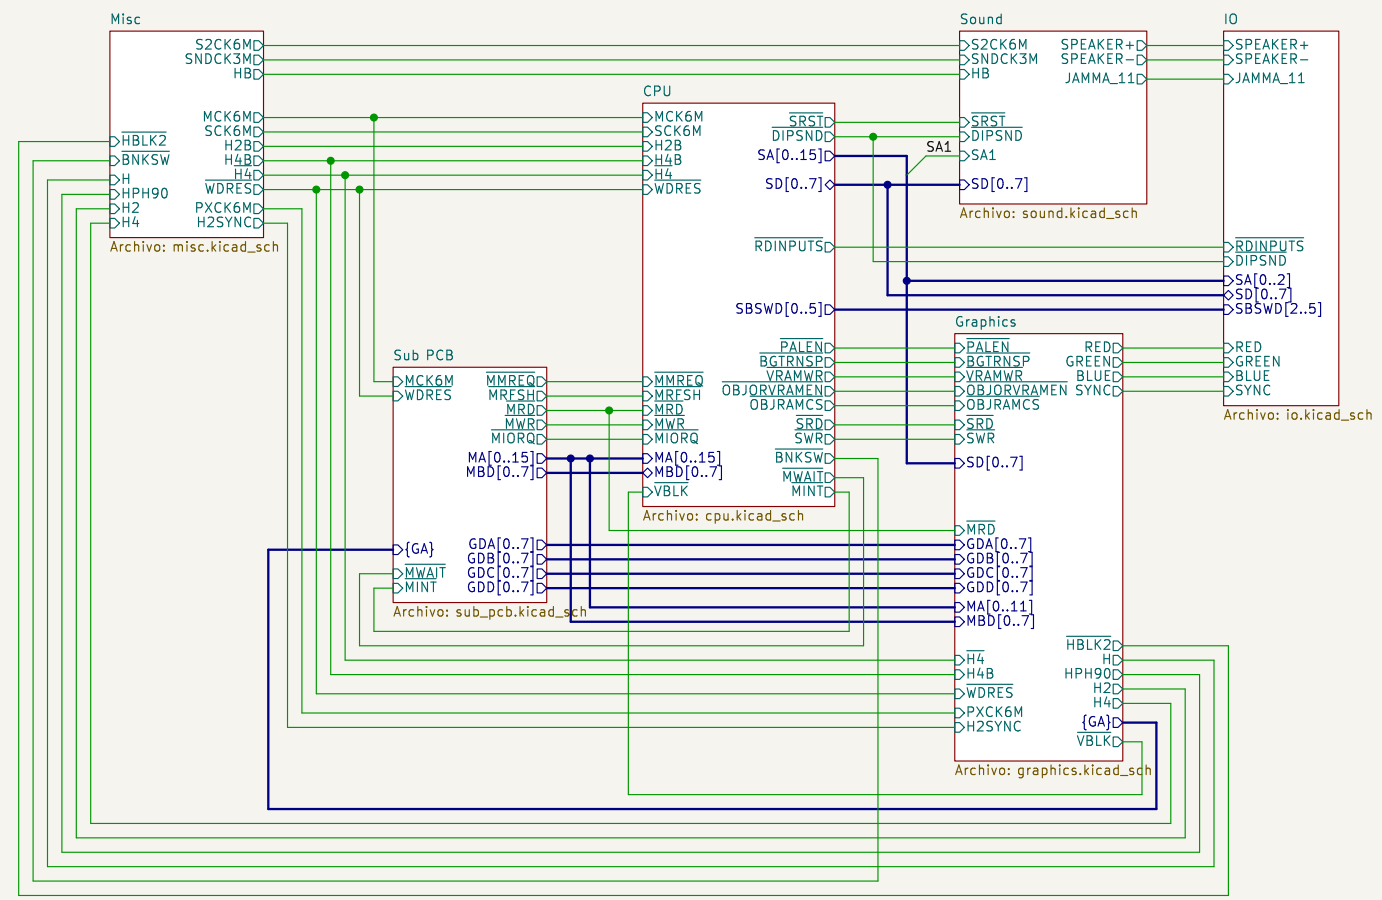 Misc
S2CK6M
SNDCK3M
HB
MCK6M
SCK6M
H2B
H4B
H4
WDRES
PXCK6M
H2SYNC
HBLK2
BNKSW
H
HPH90
H2
H4
Archivo: misc.kicad_sch
CPU
MCK6M
SCK6M
H2B
H4B
H4
WDRES
MMREQ
MRFSH
MRD
MWR
MIORQ
MA[0..15]
MBD[0..7]
VBLK
SRST
DIPSND
SA[0..15]
SD[0..7]
RDINPUTS
SBSWD[0..5]
PALEN
BGTRNSP
VRAMWR
OBJORVRAMEN
OBJRAMCS
SRD
SWR
BNKSW
MWAIT
MINT
Archivo: cpu.kicad_sch
Sound
S2CK6M
SNDCK3M
HB
SRST
DIPSND
SA1
SA1
SD[0..7]
SPEAKER+
SPEAKER-
JAMMA_11
Archivo: sound.kicad_sch
IO
SPEAKER+
SPEAKER-
JAMMA_11
RDINPUTS
DIPSND
SA[0..2]
SD[0..7]
SBSWD[2..5]
RED
GREEN
BLUE
SYNC
Archivo: io.kicad_sch
Sub PCB
MCK6M
WDRES
{GA}
MWAIT
MINT
MMREQ
MRFSH
MRD
MWR
MIORQ
MA[0..15]
MBD[0..7]
GDA[0..7]
GDB[0..7]
GDC[0..7]
GDD[0..7]
Archivo: sub_pcb.kicad_sch
Graphics
PALEN
BGTRNSP
VRAMWR
OBJORVRAMEN
OBJRAMCS
SRD
SWR
SD[0..7]
MRD
GDA[0..7]
GDB[0..7]
GDC[0..7]
GDD[0..7]
MA[0..11]
MBD[0..7]
H4
H4B
WDRES
PXCK6M
H2SYNC
RED
GREEN
BLUE
SYNC
HBLK2
H
HPH90
H2
H4
{GA}
VBLK
Archivo: graphics.kicad_sch